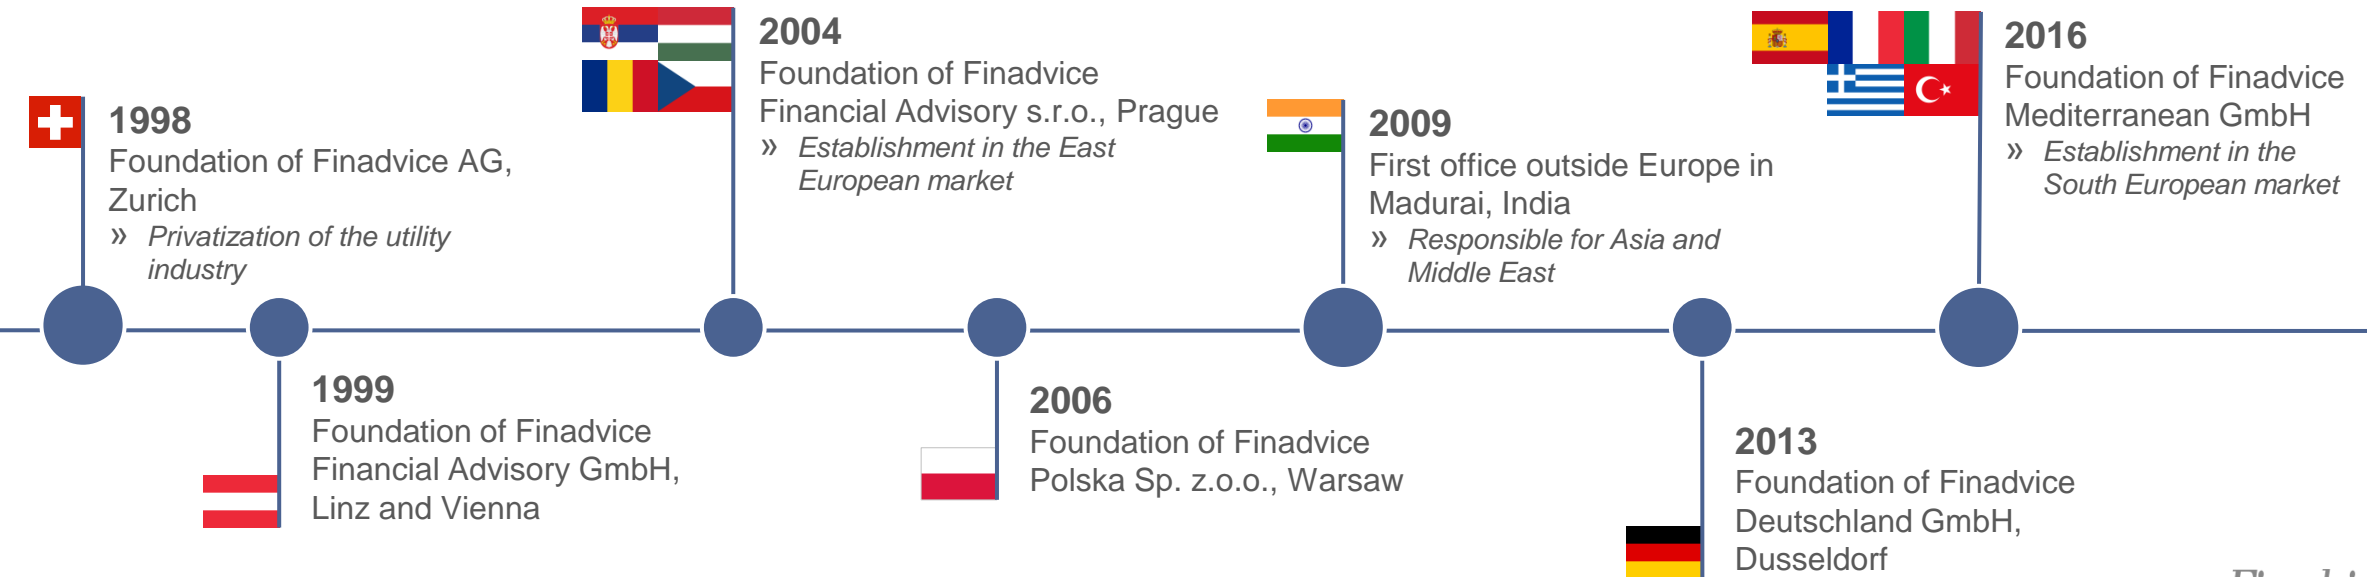 1998
Foundation of Finadvice AG,
Zurich
» Privatization of the utility
industry
1999
Foundation of Finadvice
Financial Advisory GmbH,
Linz and Vienna
2004
Foundation of Finadvice
Financial Advisory s.r.o., Prague
» Establishment in the East
European market
2006
Foundation of Finadvice
Polska Sp. z.o.o., Warsaw
2009
First office outside Europe in
Madurai, India
» Responsible for Asia and
Middle East
2013
Foundation of Finadvice
Deutschland GmbH,
Dusseldorf
2016
Foundation of Finadvice
Mediterranean GmbH
» Establishment in the
South European market